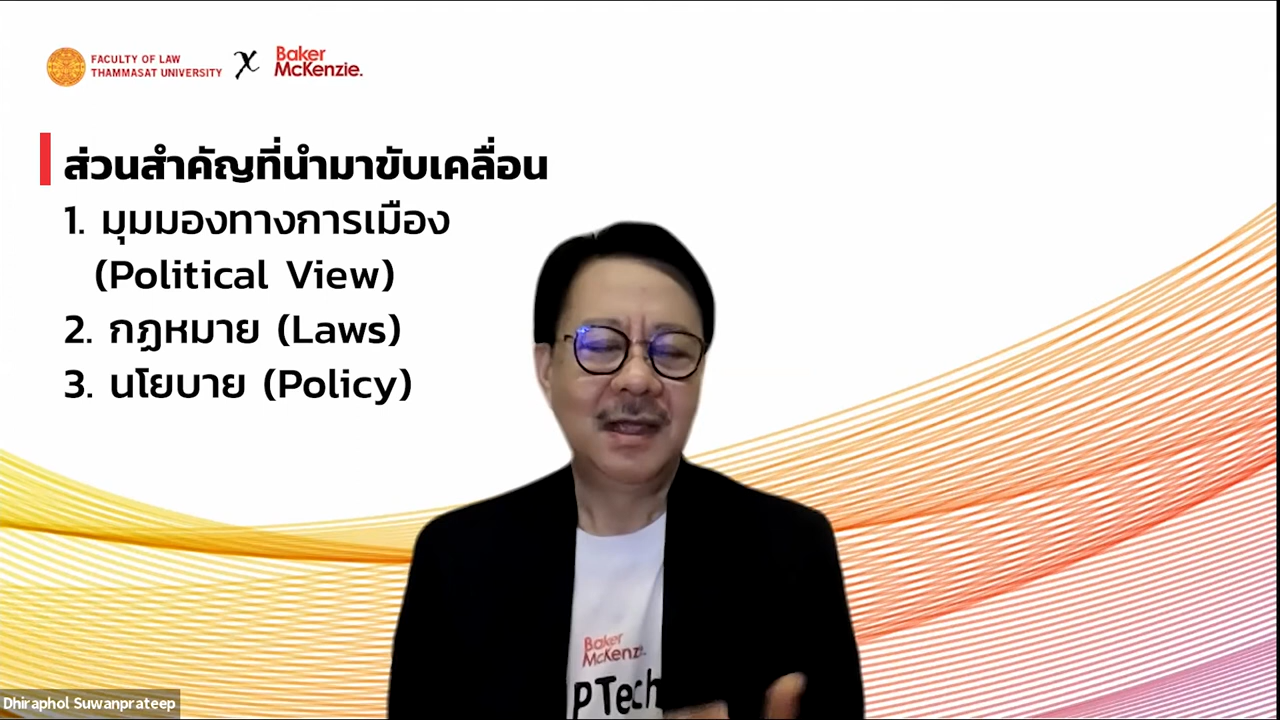 FACULTY OF LAW
THAMMASAT UNIVERSITY
X
Baker
McKenzie.
ส่วนสำคัญที่นำมาขับเคลื่อน
1. มุมมองทางการเมือง
(Political View)
2. กฎหมาย (Laws)
3. นโยบาย (Policy)
Baker
McKenzie.
PTech
Dhiraphol Suwanprateep